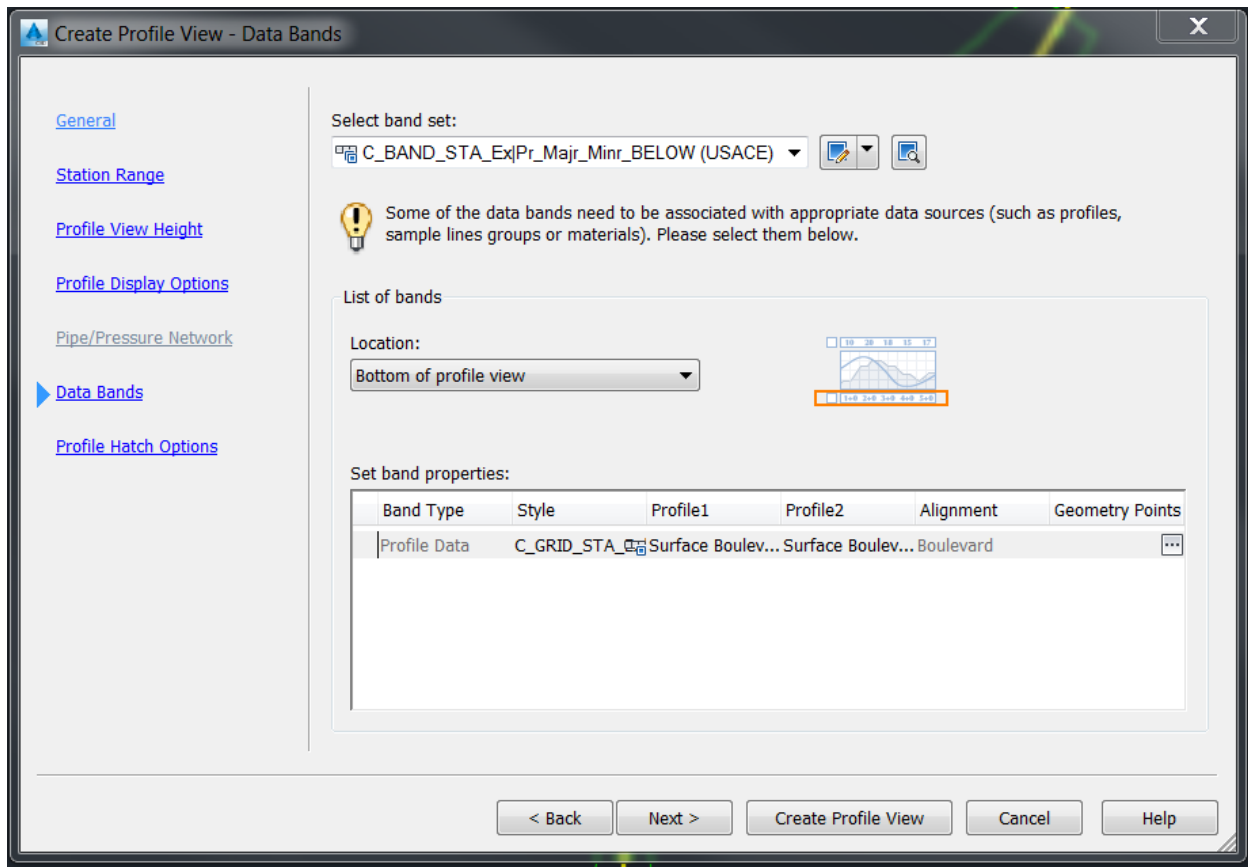 Create Profile View - Data Bands
X
General
Station Range
Profile View Height
Profile Display Options
Pipe/Pressure Network
Data Bands
Profile Hatch Options
Select band set:
C_BAND_STA_Ex|Pr_Majr_Minr_BELOW (USACE)
Some of the data bands need to be associated with appropriate data sources (such as profiles,
sample lines groups or materials). Please select them below.
List of bands
Location:
Bottom of profile view
Set band properties:
Band Type Style Profile1 Profile2 Alignment Geometry Points
Profile Data C_GRID_STA_ Surface Boulev... Surface Boulev... Boulevard ...
< Back Next > Create Profile View Cancel Help